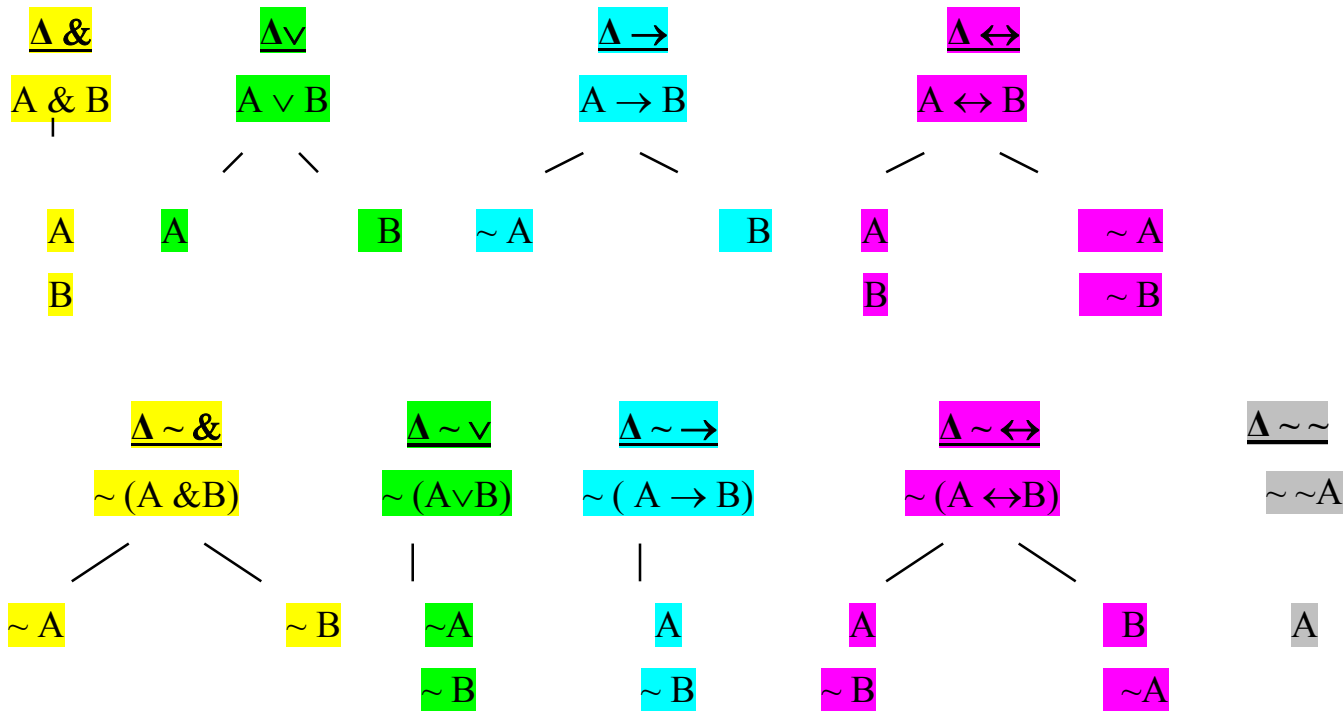 Δ & Δ∨ Δ → Δ ↔
A & B A ∨ B A → B A ↔ B
A A B ~ A B A ~ A
B B ~ B
Δ ~ & Δ ~ ∨ Δ ~ → Δ ~ ↔ Δ ~ ~
~ (A &B) ~ (A∨B) ~ ( A → B) ~ (A ↔B) ~ ~A
~ A ~ B ~A A A B A
~ B ~ B ~ B ~A